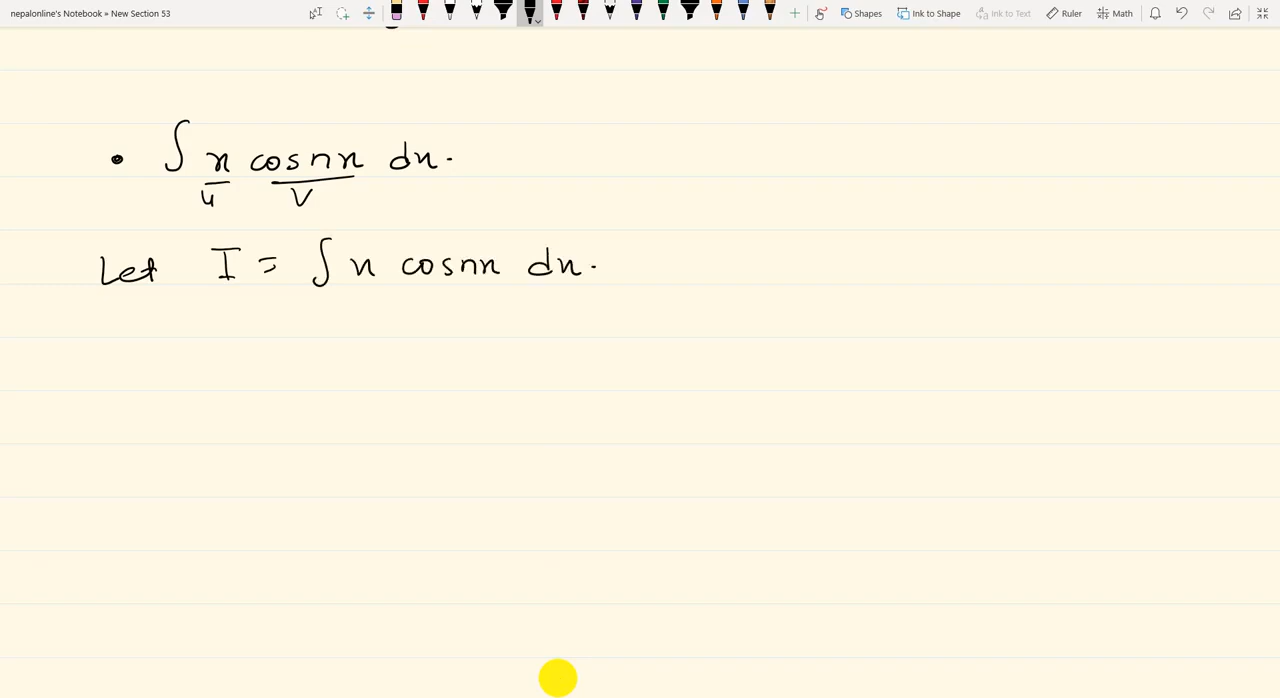 nepalonline's Notebook » New Section 53
Shapes Ink to Shape Ink to Text Ruler Math
• ∫ x cosnx dx.
u v
Let I = ∫ x cosnx dx.